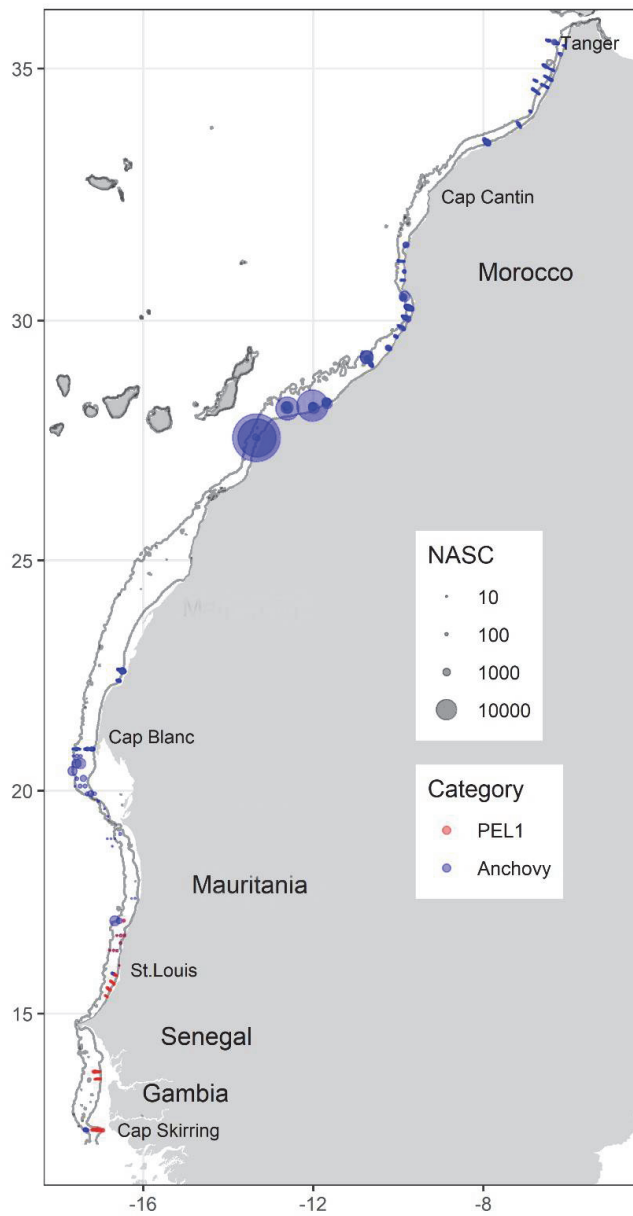 35
Tanger
Cap Cantin
Morocco
30
25
NASC
10
100
1000
10000
Cap Blanc
Category
PEL1
Anchovy
20
Mauritania
St.Louis
15
Senegal
Gambia
Cap Skirring
-16
-12
-8